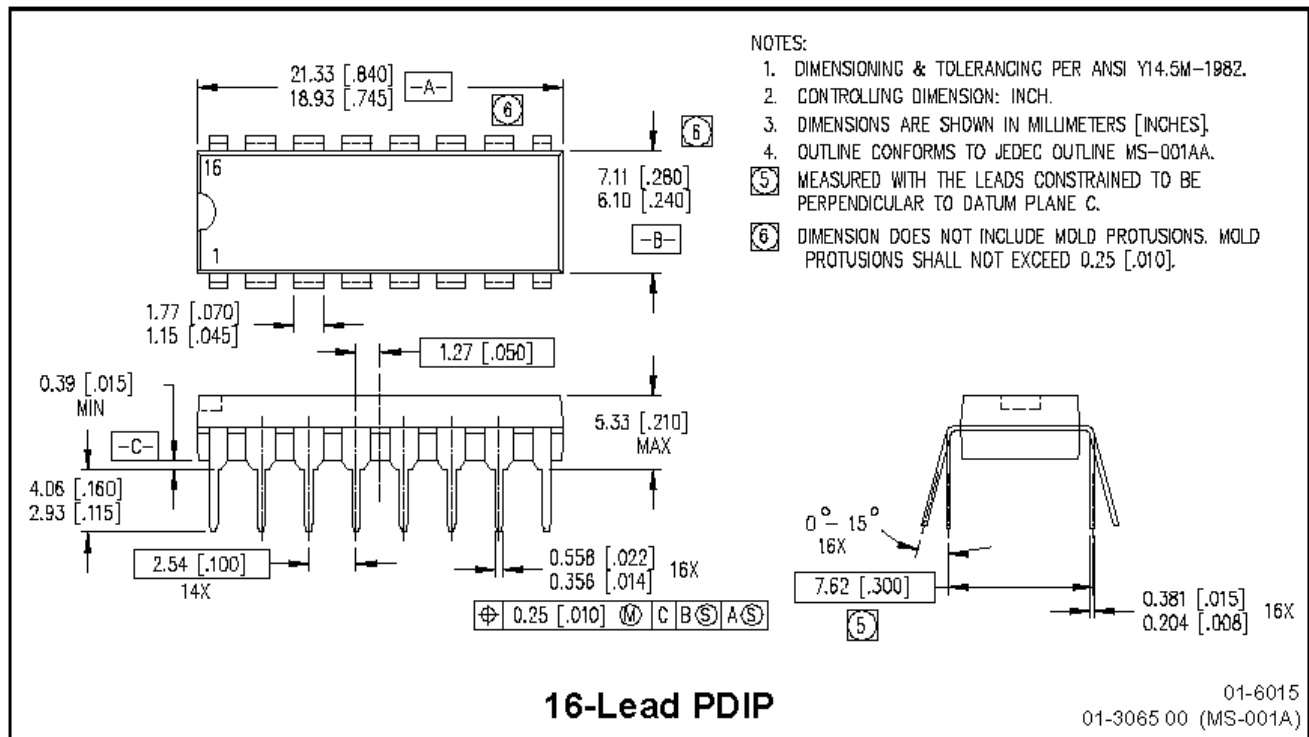 21.33 [.840]
18.93 [.745]
-A-
6
6
16
1
7.11 [.280]
6.10 [.240]
-B-
1.77 [.070]
1.15 [.045]
1.27 [.050]
0.39 [.015]
MIN
-C-
5.33 [.210]
MAX
4.06 [.160]
2.93 [.115]
2.54 [.100]
14X
0.558 [.022]
0.356 [.014] 16X
⌖ 0.25 [.010] Ⓜ C B Ⓢ A Ⓢ
NOTES:
1. DIMENSIONING & TOLERANCING PER ANSI Y14.5M-1982.
2. CONTROLLING DIMENSION: INCH.
3. DIMENSIONS ARE SHOWN IN MILLIMETERS [INCHES].
4. OUTLINE CONFORMS TO JEDEC OUTLINE MS-001AA.
5 MEASURED WITH THE LEADS CONSTRAINED TO BE
PERPENDICULAR TO DATUM PLANE C.
6 DIMENSION DOES NOT INCLUDE MOLD PROTUSIONS. MOLD
PROTUSIONS SHALL NOT EXCEED 0.25 [.010].
0°-15°
16X
7.62 [.300]
5
0.381 [.015]
0.204 [.008] 16X
16-Lead PDIP
01-6015
01-3065 00 (MS-001A)